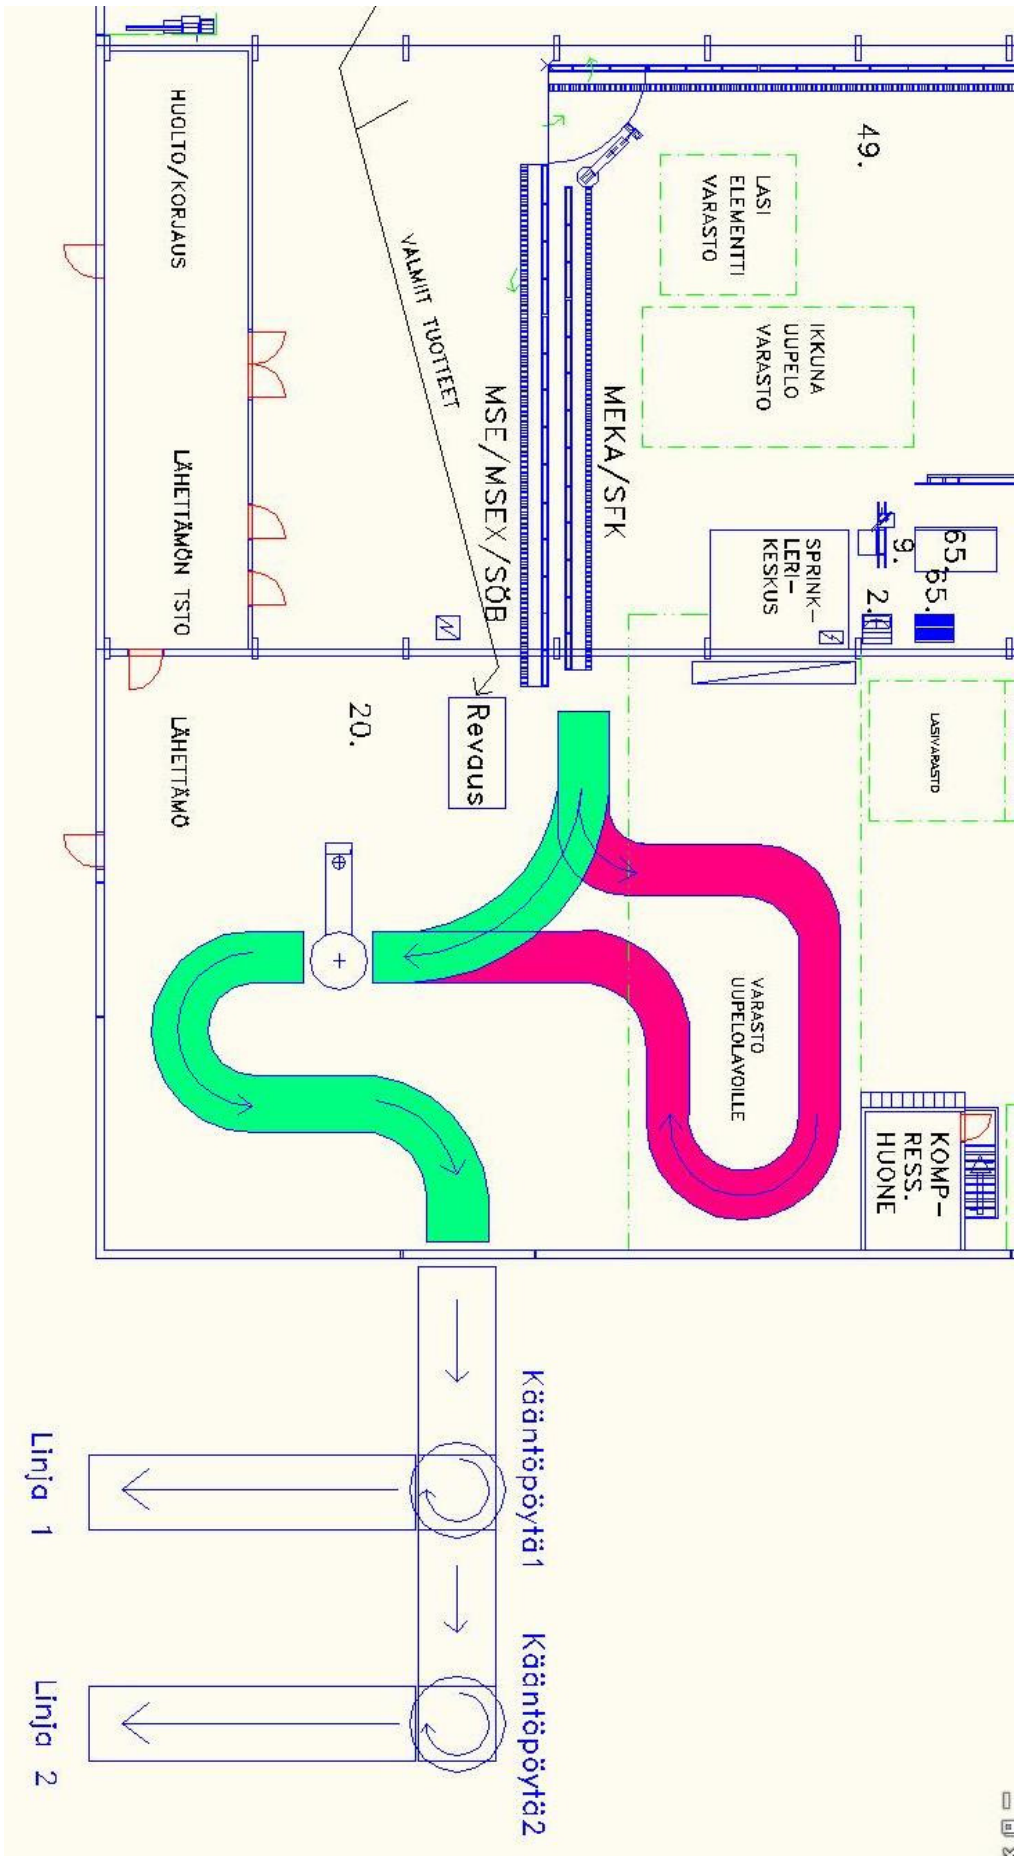 HUOLTO/KORJAUS
LÄHETTÄMÖN TSTO
LÄHETTÄMÖ
VALMIIT TUOTTEET
MSE/MSEX/SÖB
MEKA/SFK
49.
LASI
ELEMENTTI
VARASTO
IKKUNA
UUPELO
VARASTO
SPRINK-
LERI-
KESKUS
9.
65.
65.
2.
LASIVARASTO
20.
Revaus
VARASTO
UUPELOLAVOILLE
KOMP-
RESS.
HUONE
Kääntöpöytä1
Kääntöpöytä2
Linja 1
Linja 2